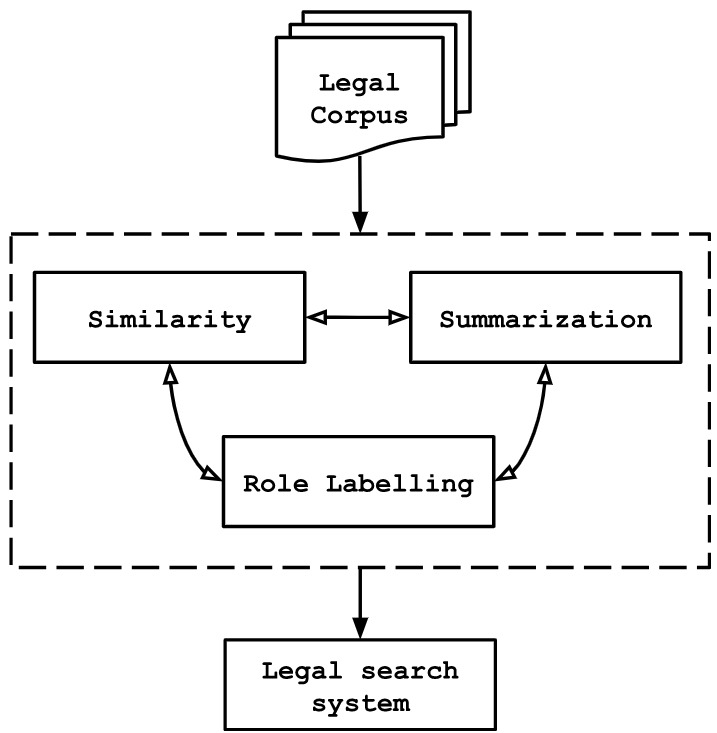 Legal
Corpus
Similarity
Summarization
Role Labelling
Legal search
system